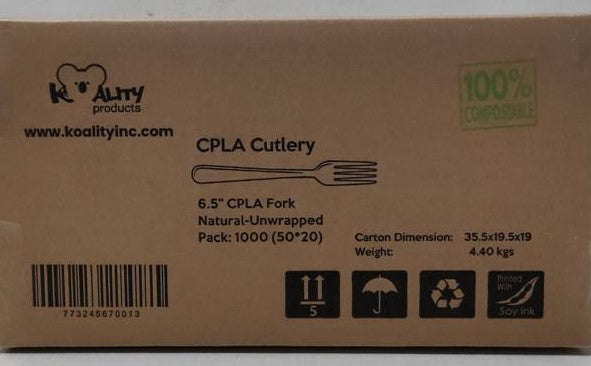 KOALITY
products
www.koalityinc.com
100%
COMPOSTABLE
CPLA Cutlery
6.5" CPLA Fork
Natural-Unwrapped
Pack: 1000 (50*20)
Carton Dimension: 35.5x19.5x19
Weight: 4.40 kgs
773245670013
5
Printed
With
Soy Ink